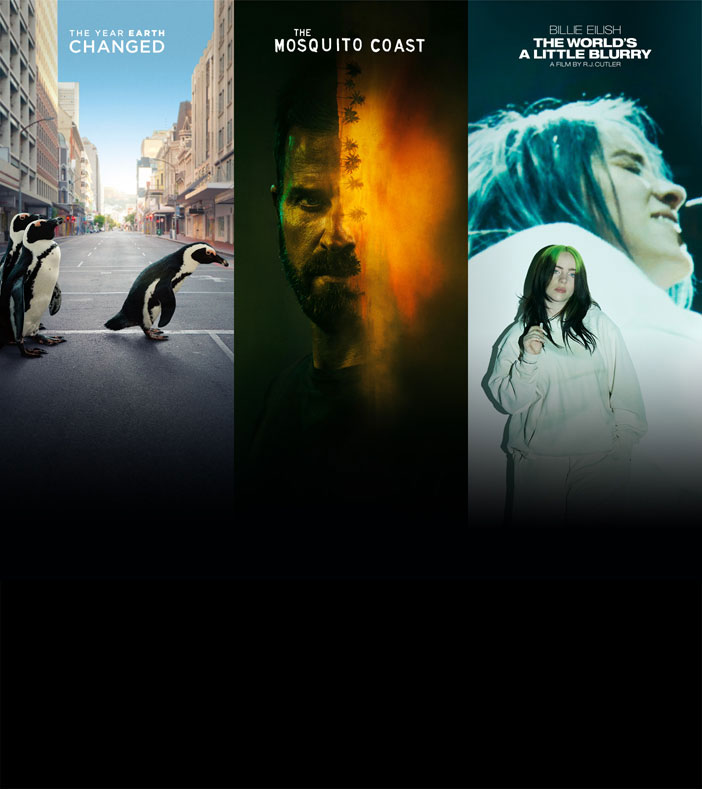 THE YEAR EARTH
CHANGED
THE
MOSQUITO COAST
BILLIE EILISH
THE WORLD'S
A LITTLE BLURRY
A FILM BY R.J. CUTLER